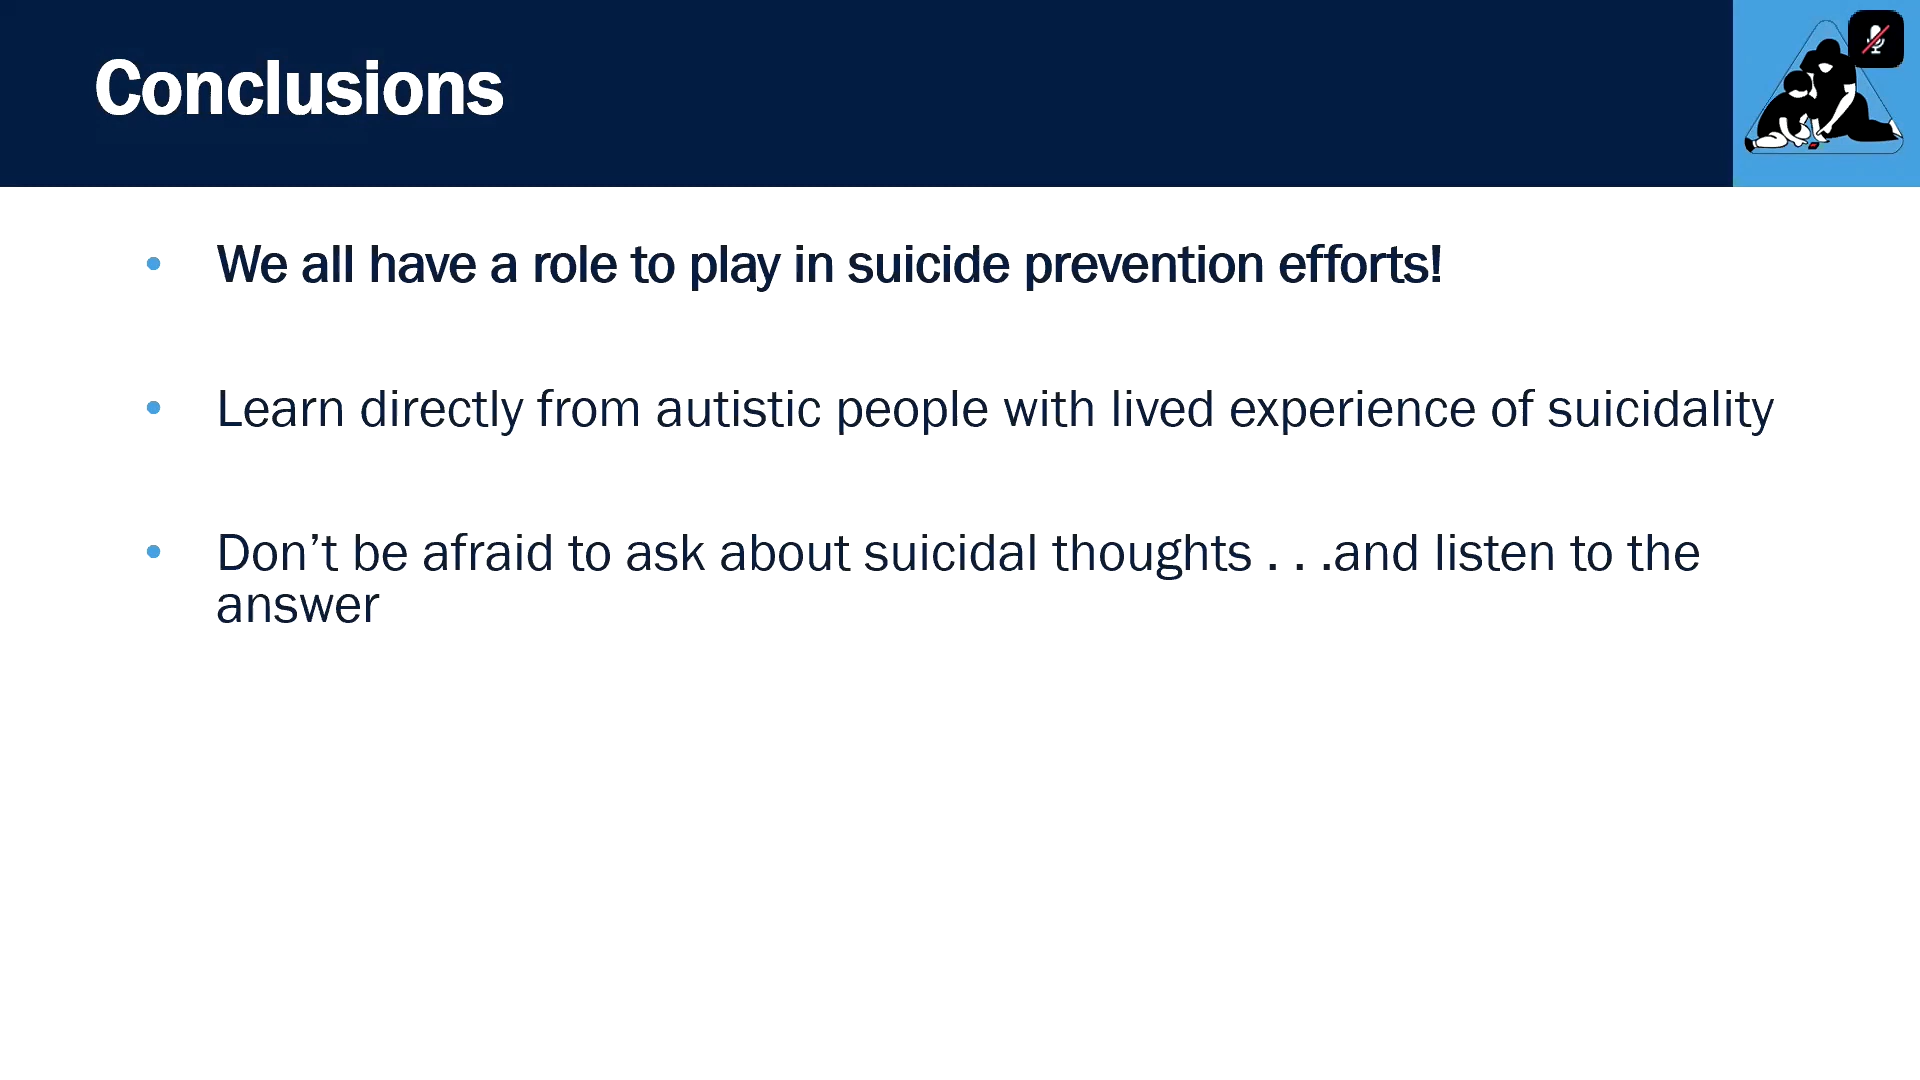 Conclusions
• We all have a role to play in suicide prevention efforts!
• Learn directly from autistic people with lived experience of suicidality
• Don’t be afraid to ask about suicidal thoughts . . .and listen to the
answer